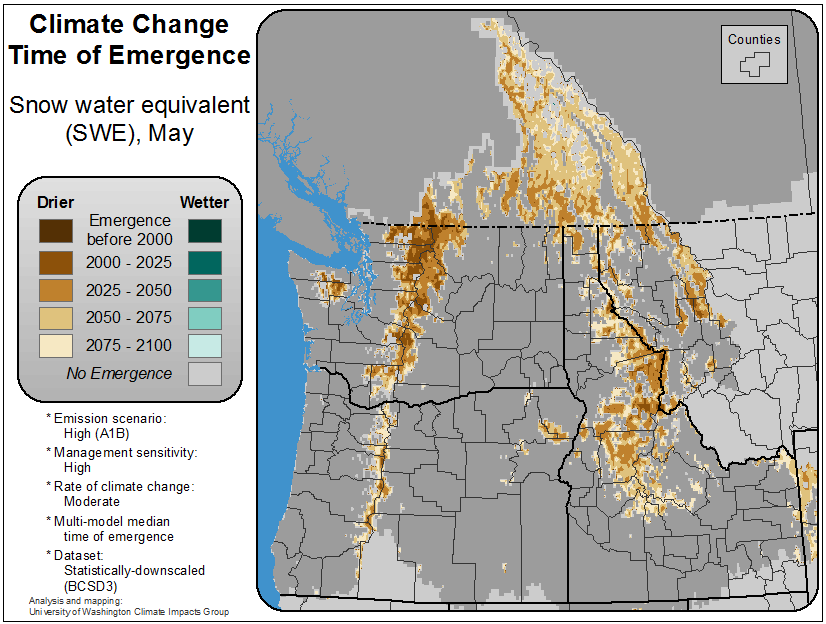 Climate Change
Time of Emergence
Snow water equivalent
(SWE), May
Drier
Wetter
Emergence
before 2000
2000 - 2025
2025 - 2050
2050 - 2075
2075 - 2100
No Emergence
* Emission scenario:
High (A1B)
* Management sensitivity:
High
* Rate of climate change:
Moderate
* Multi-model median
time of emergence
* Dataset:
Statistically-downscaled
(BCSD3)
Analysis and mapping:
University of Washington Climate Impacts Group
Counties